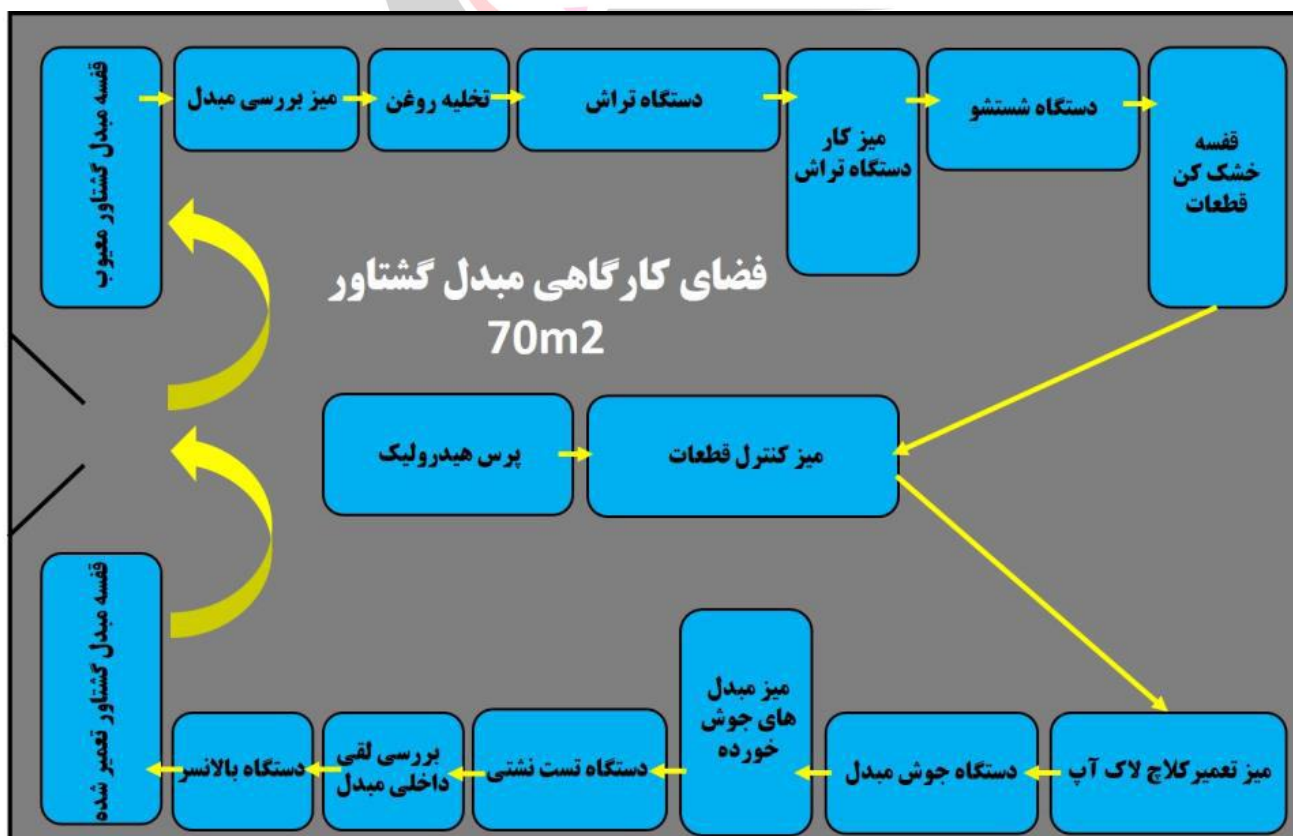 قفسه مبدل گشتاور معیوب
میز بررسی مبدل
تخلیه روغن
دستگاه تراش
میز کار
دستگاه تراش
دستگاه شستشو
قفسه
خشک کن
قطعات
فضای کارگاهی مبدل گشتاور
70m2
پرس هیدرولیک
میز کنترل قطعات
میز تعمیرکلاچ لاک آپ
دستگاه جوش مبدل
میز مبدل
های جوش
خورده
دستگاه تست نشتی
بررسی لقی
داخلی مبدل
دستگاه بالانسر
قفسه مبدل گشتاور تعمیر شده